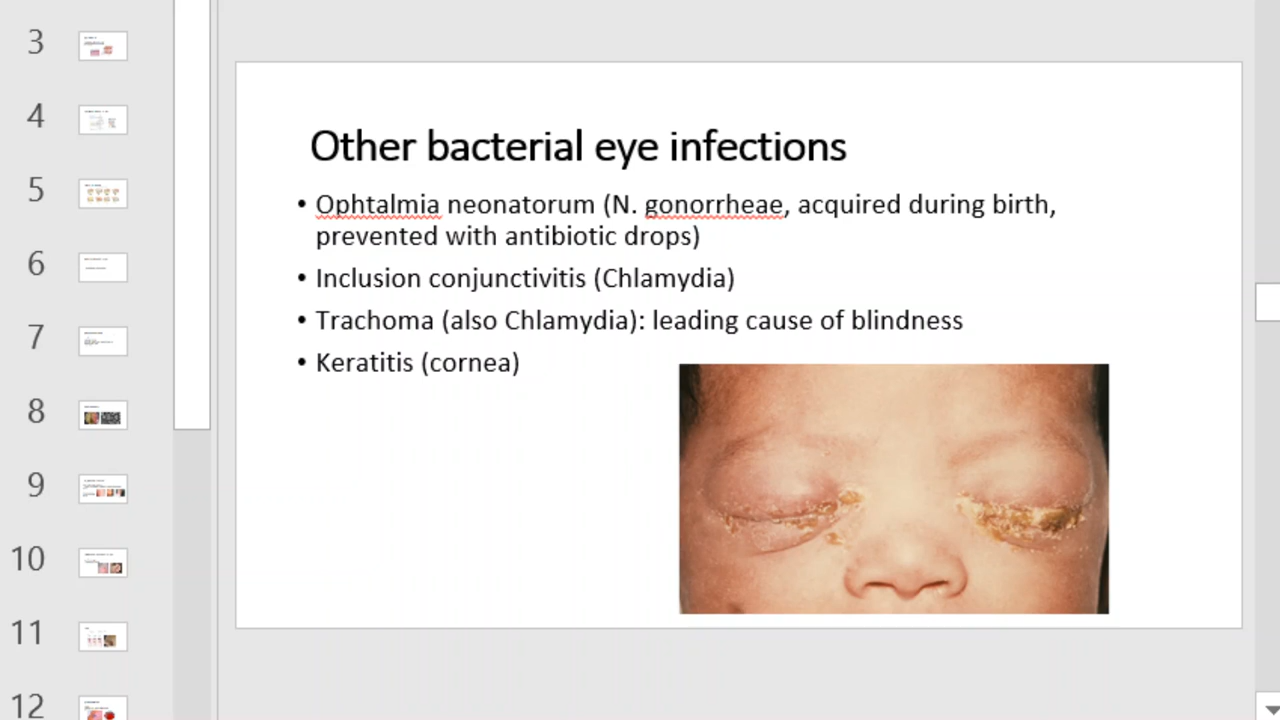 3
4
5
6
7
8
9
10
11
12
Other bacterial eye infections
• Ophtalmia neonatorum (N. gonorrheae, acquired during birth,
prevented with antibiotic drops)
• Inclusion conjunctivitis (Chlamydia)
• Trachoma (also Chlamydia): leading cause of blindness
• Keratitis (cornea)